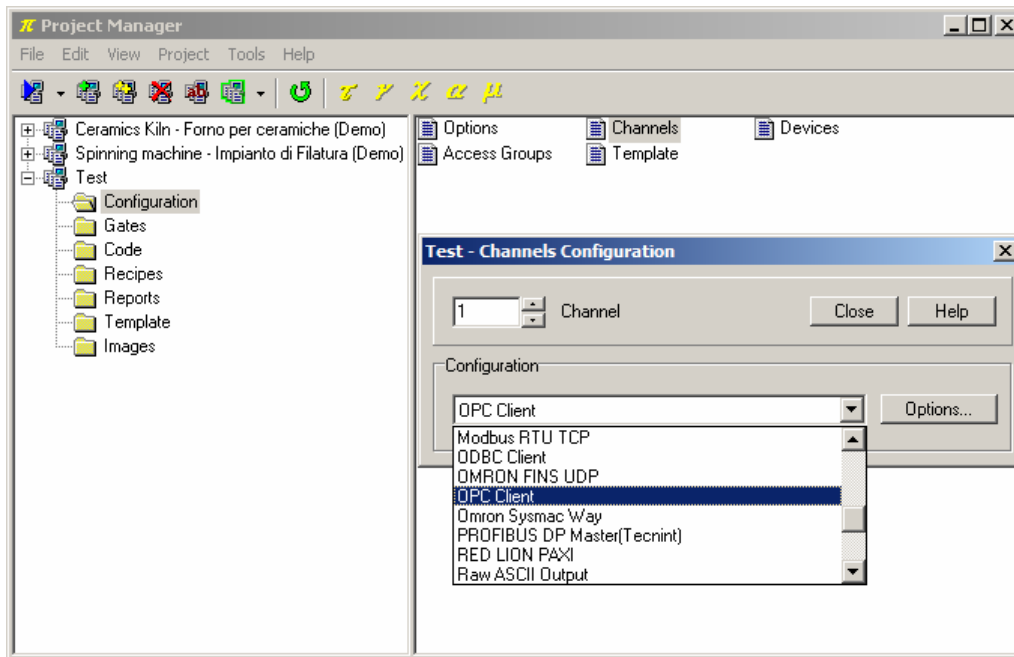 π Project Manager
File Edit View Project Tools Help
τ γ χ α μ
Ceramics Kiln - Forno per ceramiche (Demo)
Spinning machine - Impianto di Filatura (Demo)
Test
Configuration
Gates
Code
Recipes
Reports
Template
Images
Options Channels Devices
Access Groups Template
Test - Channels Configuration
1 Channel Close Help
Configuration
OPC Client Options...
Modbus RTU TCP
ODBC Client
OMRON FINS UDP
OPC Client
Omron Sysmac Way
PROFIBUS DP Master(Tecnint)
RED LION PAXI
Raw ASCII Output